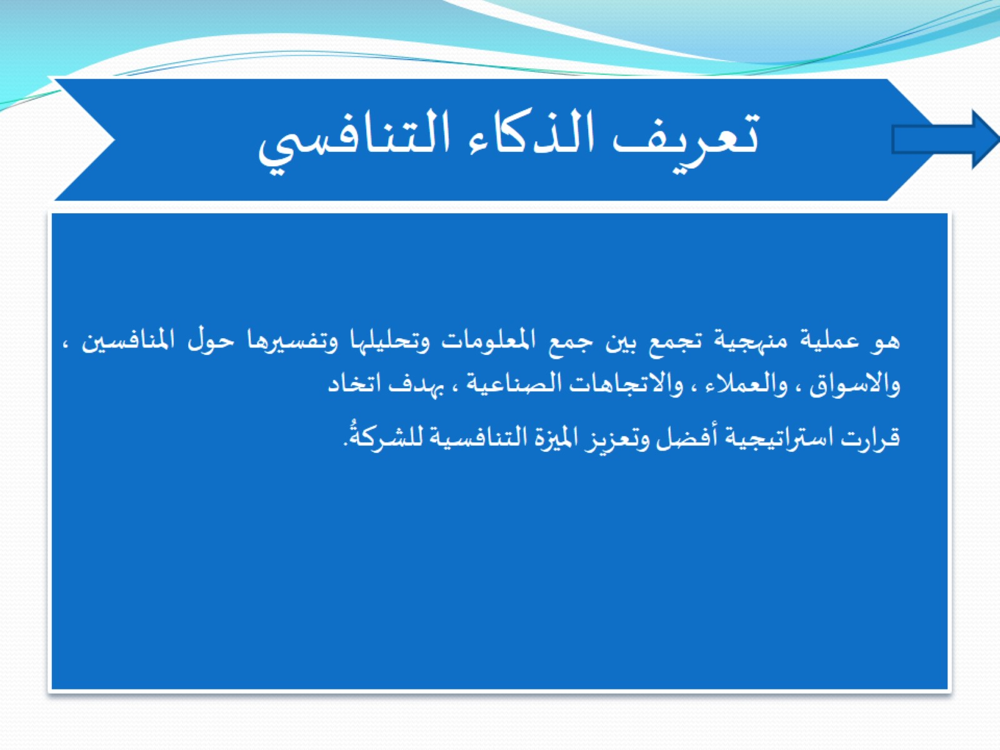 تعريف الذكاء التنافسي
هو عملية منهجية تجمع بين جمع المعلومات وتحليلها وتفسيرها حول المنافسين ،
والاسواق ، والعملاء ، والاتجاهات الصناعية ، بهدف اتخاد
قرارت استراتيجية أفضل وتعزيز الميزة التنافسية للشركةُ.